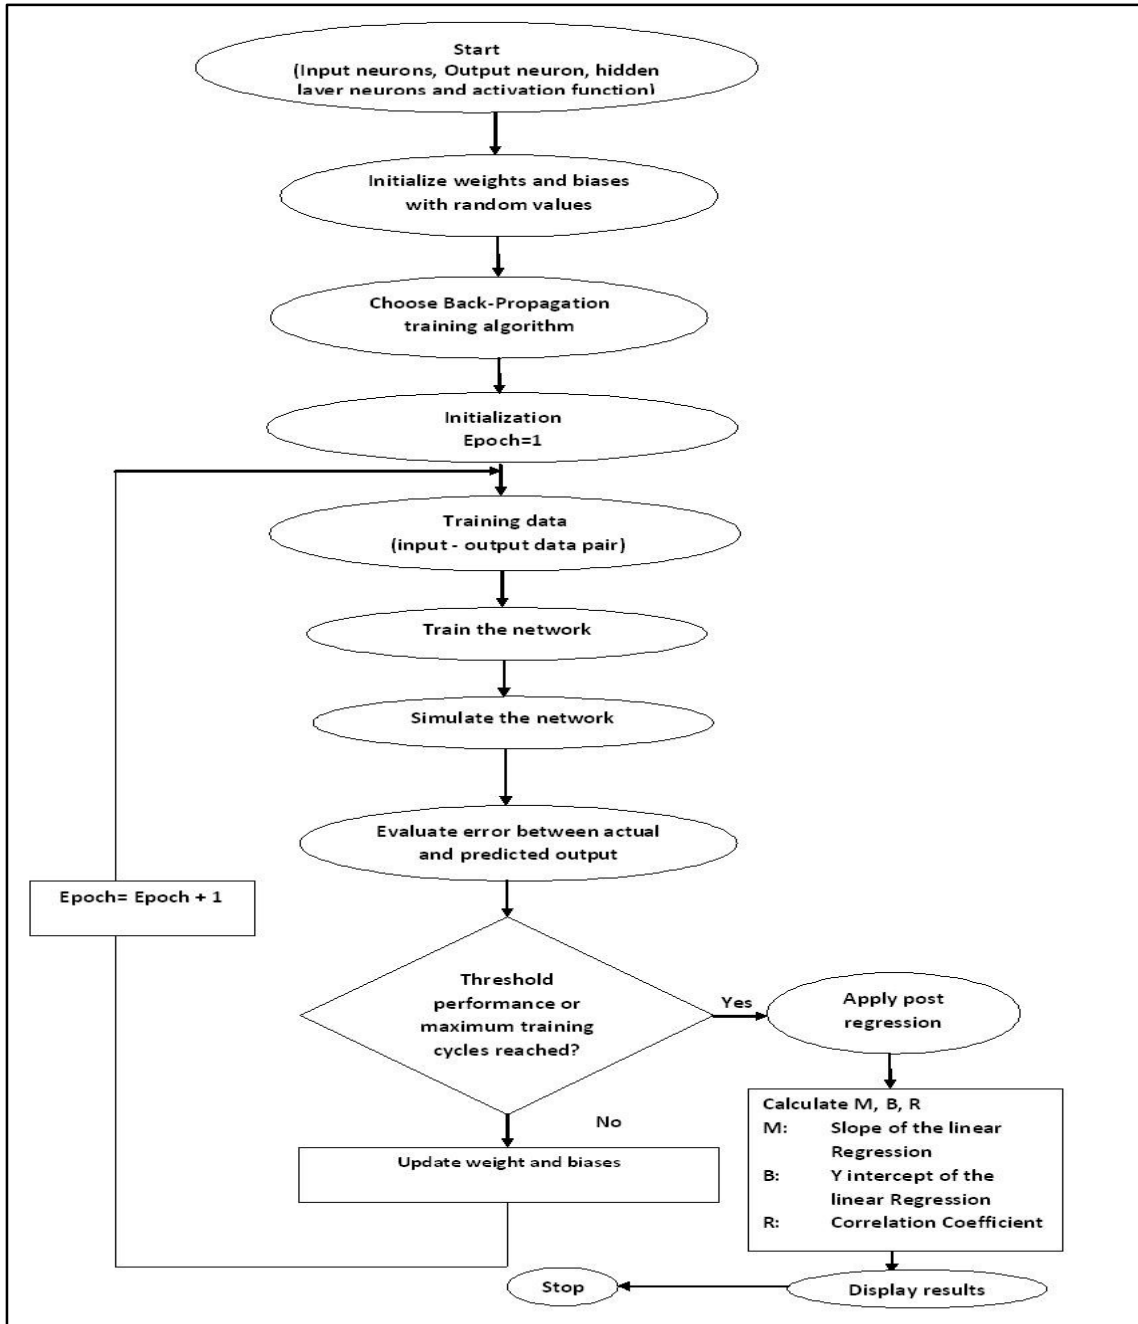 Start
(Input neurons, Output neuron, hidden
layer neurons and activation function)
Initialize weights and biases
with random values
Choose Back-Propagation
training algorithm
Initialization
Epoch=1
Training data
(input - output data pair)
Train the network
Simulate the network
Evaluate error between actual
and predicted output
Epoch= Epoch + 1
Threshold
performance or
maximum training
cycles reached?
Yes
Apply post
regression
No
Update weight and biases
Calculate M, B, R
M: Slope of the linear
Regression
B: Y intercept of the
linear Regression
R: Correlation Coefficient
Display results
Stop